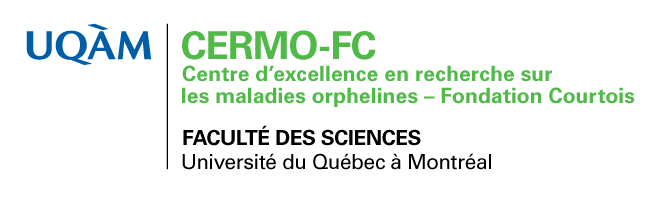 UQÀM
CERMO-FC
Centre d’excellence en recherche sur
les maladies orphelines – Fondation Courtois
FACULTÉ DES SCIENCES
Université du Québec à Montréal